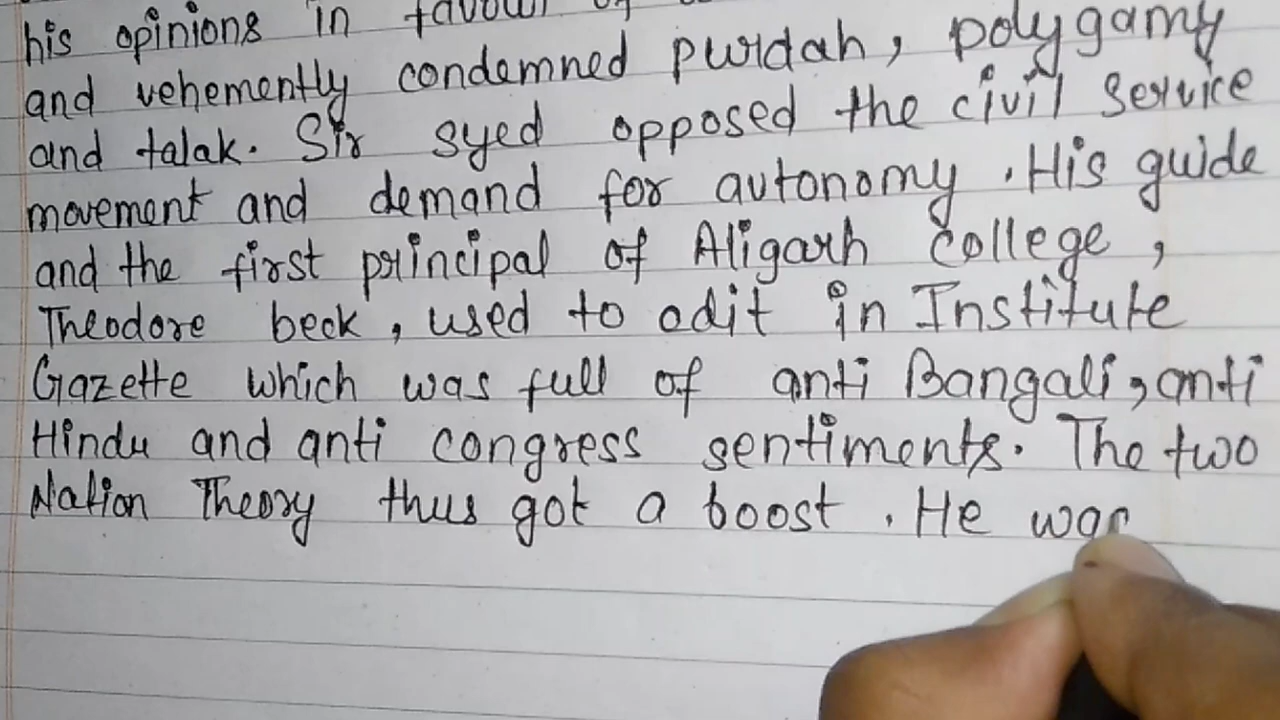 his opinions in favour of
and vehemently condemned purdah, polygamy
and talak. Sir syed opposed the civil service
movement and demand for autonomy. His guide
and the first principal of Aligarh College,
Theodore beck, used to odit in Institute
Gazette which was full of anti Bangali, anti
Hindu and anti congress sentiments. The two
Nation Theory thus got a boost. He was